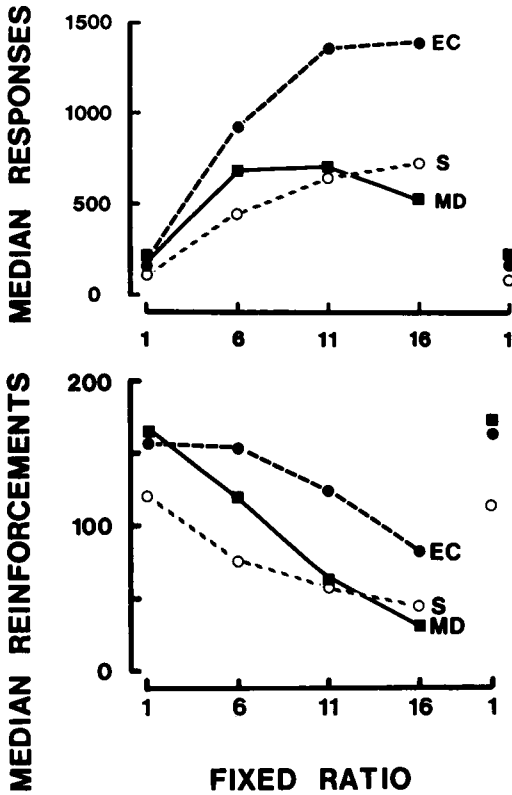 MEDIAN RESPONSES
1500
1000
500
0
EC
S
MD
1 6 11 16 1
MEDIAN REINFORCEMENTS
200
100
0
EC
S
MD
1 6 11 16 1
FIXED RATIO